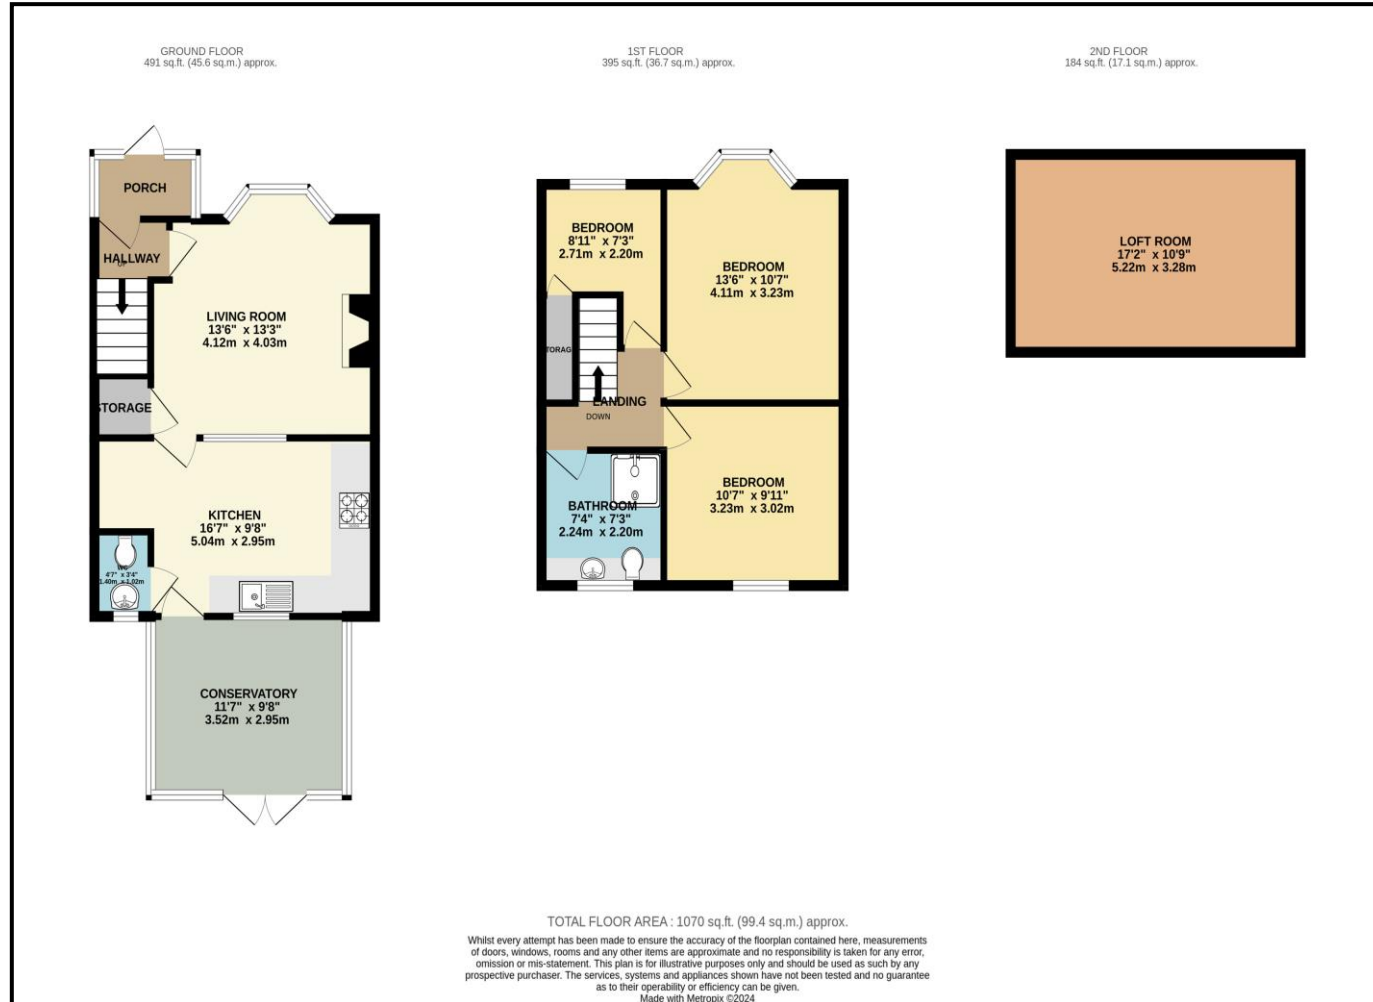 GROUND FLOOR
491 sq.ft. (45.6 sq.m.) approx.
PORCH
HALLWAY
UP
LIVING ROOM
13'6" x 13'3"
4.12m x 4.03m
STORAGE
KITCHEN
16'7" x 9'8"
5.04m x 2.95m
WC
4'7" x 3'4"
1.40m x 1.02m
CONSERVATORY
11'7" x 9'8"
3.52m x 2.95m
1ST FLOOR
395 sq.ft. (36.7 sq.m.) approx.
BEDROOM
8'11" x 7'3"
2.71m x 2.20m
BEDROOM
13'6" x 10'7"
4.11m x 3.23m
TORAG
LANDING
DOWN
BEDROOM
10'7" x 9'11"
3.23m x 3.02m
BATHROOM
7'4" x 7'3"
2.24m x 2.20m
2ND FLOOR
184 sq.ft. (17.1 sq.m.) approx.
LOFT ROOM
17'2" x 10'9"
5.22m x 3.28m
TOTAL FLOOR AREA : 1070 sq.ft. (99.4 sq.m.) approx.
Whilst every attempt has been made to ensure the accuracy of the floorplan contained here, measurements
of doors, windows, rooms and any other items are approximate and no responsibility is taken for any error,
omission or mis-statement. This plan is for illustrative purposes only and should be used as such by any
prospective purchaser. The services, systems and appliances shown have not been tested and no guarantee
as to their operability or efficiency can be given.
Made with Metropix ©2024